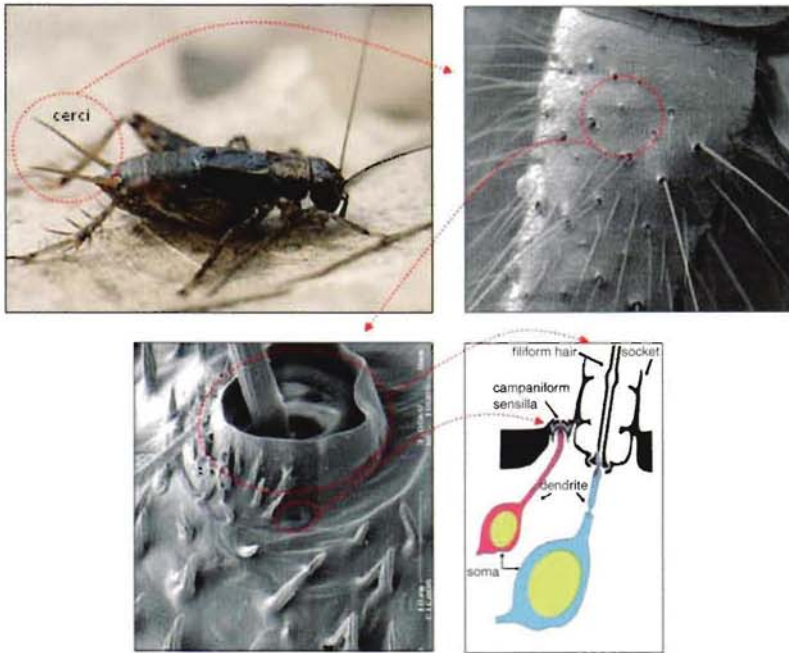 cerci
filiform hair
socket
campaniform
sensilla
dendrite
soma